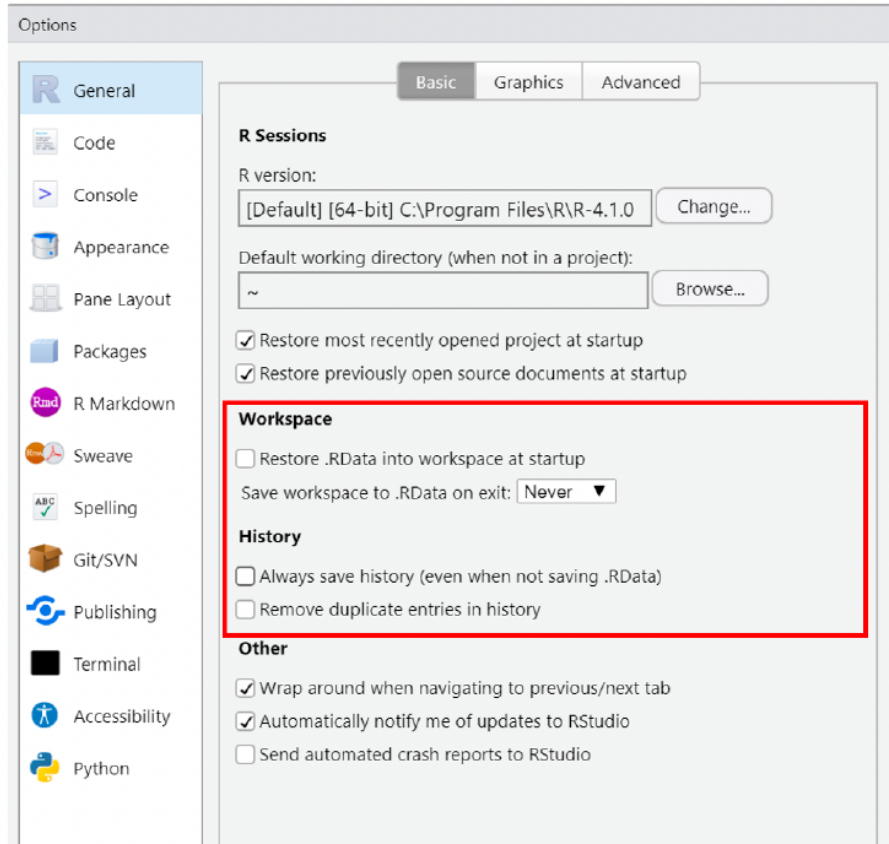 Options
General
Code
Console
Appearance
Pane Layout
Packages
Rmd R Markdown
Sweave
ABC Spelling
Git/SVN
Publishing
Terminal
Accessibility
Python
Basic Graphics Advanced
R Sessions
R version:
[Default] [64-bit] C:\Program Files\R\R-4.1.0 Change...
Default working directory (when not in a project):
~ Browse...
Restore most recently opened project at startup
Restore previously open source documents at startup
Workspace
Restore .RData into workspace at startup
Save workspace to .RData on exit: Never
History
Always save history (even when not saving .RData)
Remove duplicate entries in history
Other
Wrap around when navigating to previous/next tab
Automatically notify me of updates to RStudio
Send automated crash reports to RStudio